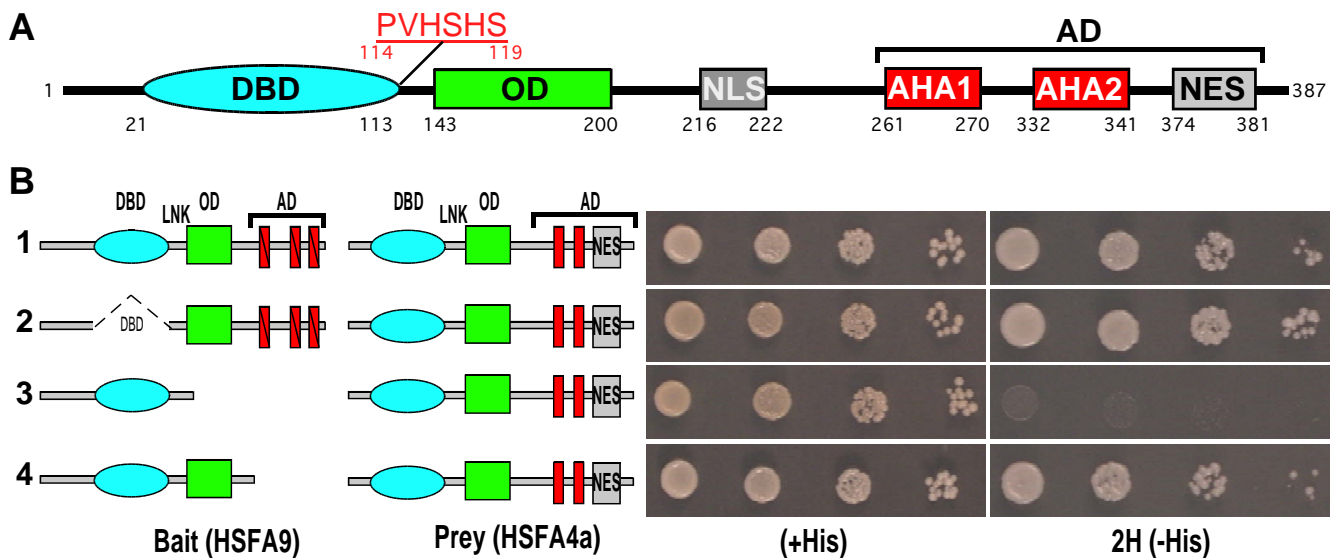 A
PVHSHS
114 119
AD
1 DBD OD NLS AHA1 AHA2 NES 387
21 113 143 200 216 222 261 270 332 341 374 381
B
DBD LNK OD AD DBD LNK OD AD
1 NES
2 DBD NES
3 NES
4 NES
Bait (HSFA9) Prey (HSFA4a) (+His) 2H (-His)